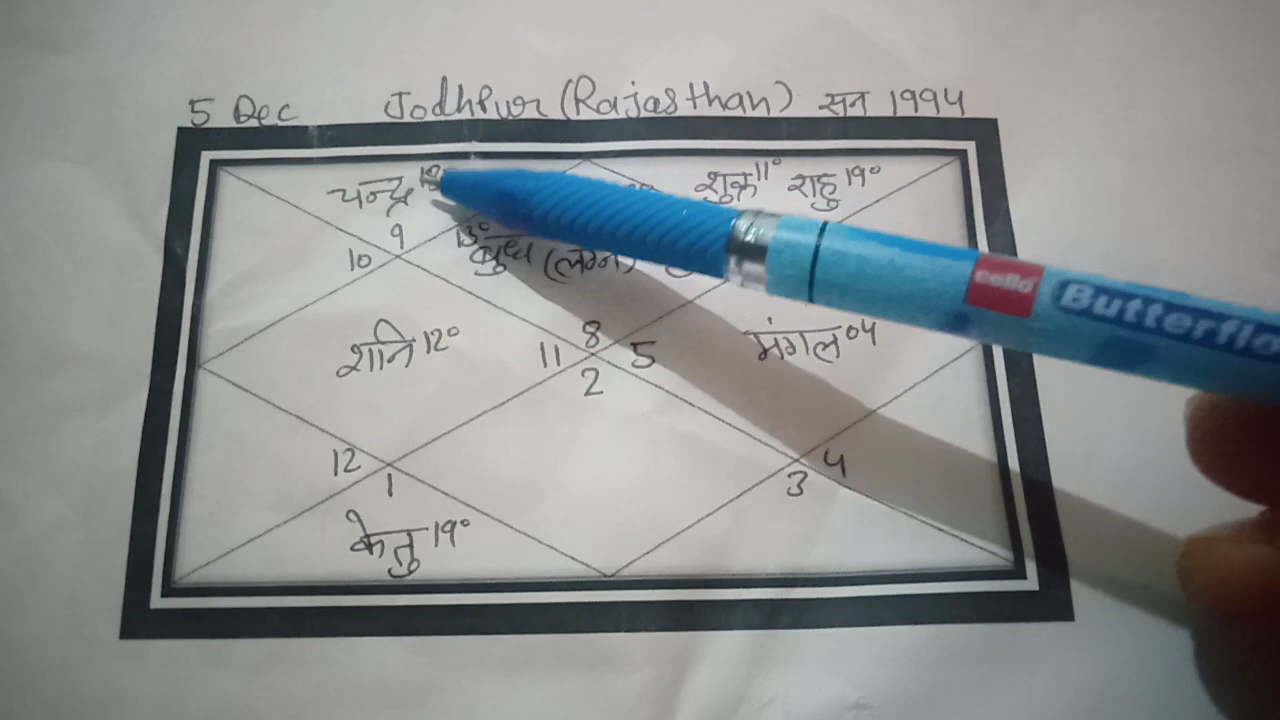 5 Dec Jodhpur (Rajasthan) सन 1994
चन्द्र शुक्र 11° राहु 19°
9 13°
10 बुध (लग्न)
cello Butterflo
शनि 12° 11 8 5 मंगल 04
2
12 4
1 3
केतु 19°